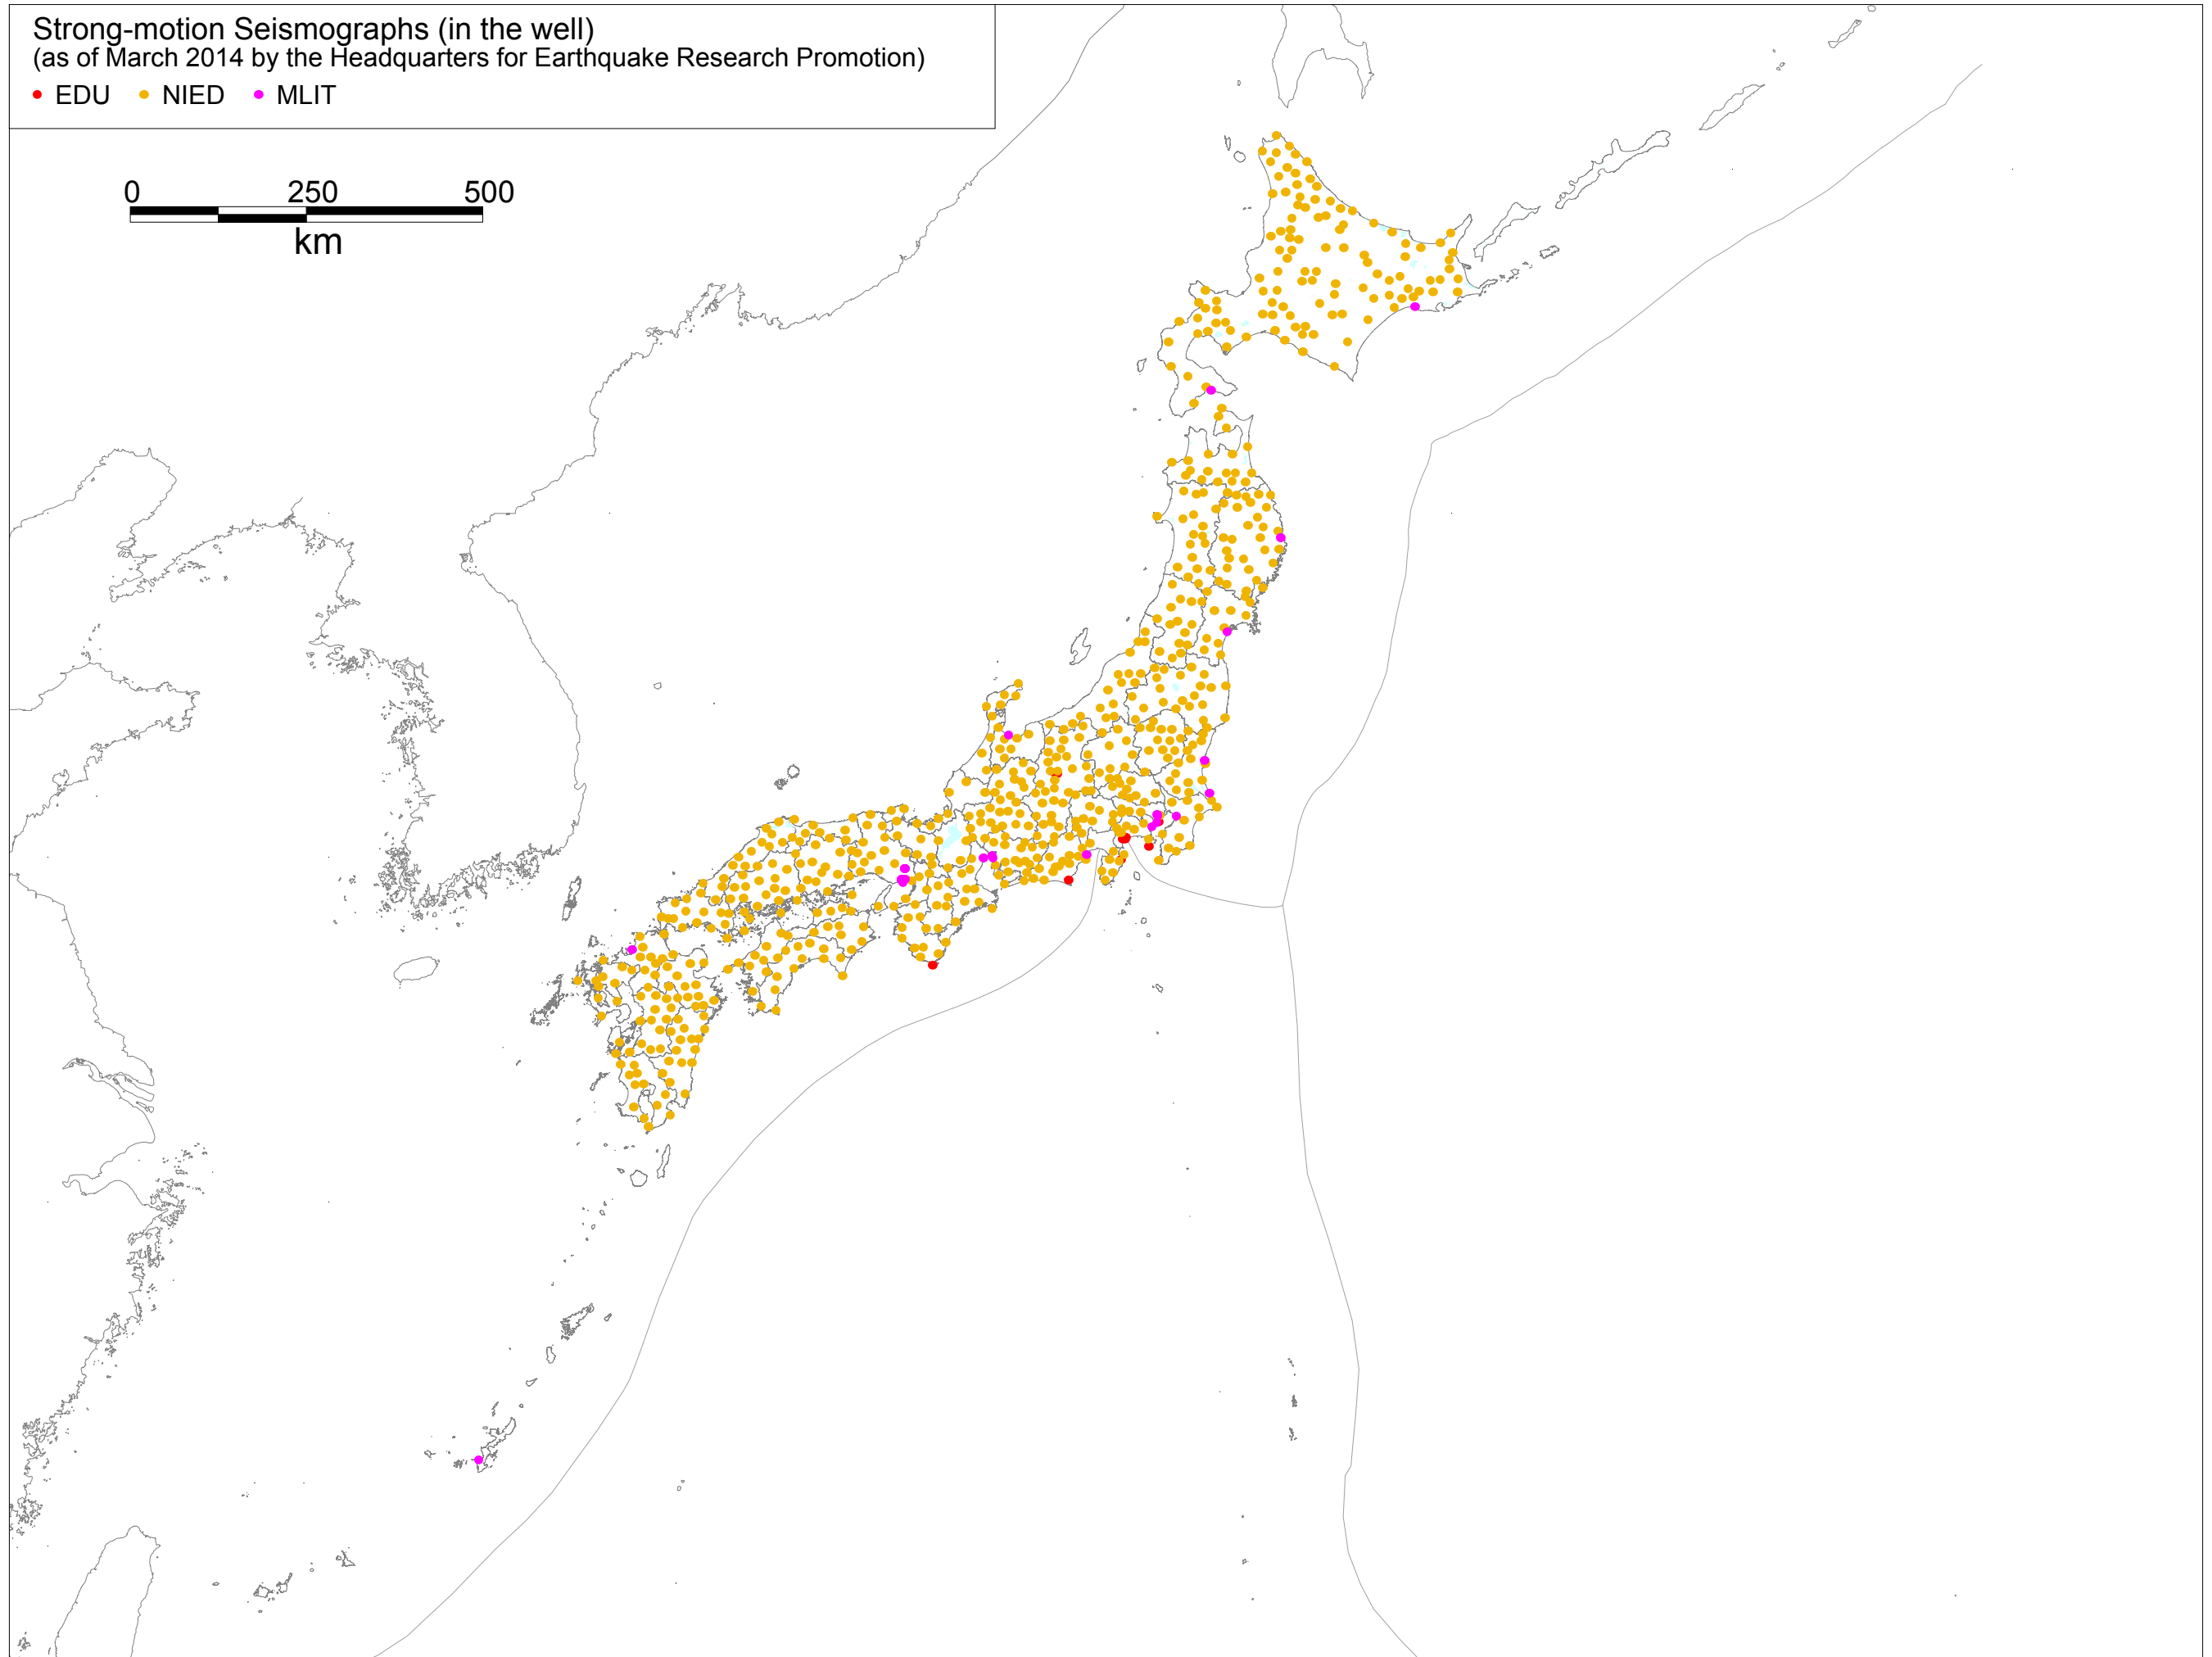 Strong-motion Seismographs (in the well)
(as of March 2014 by the Headquarters for Earthquake Research Promotion)
EDU NIED MLIT
0 250 500
km